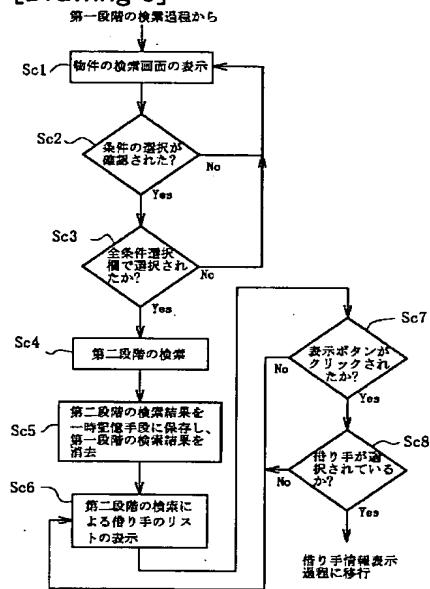 第一段階の検索過程から
Sc1
物件の検索画面の表示
Sc2
条件の選択が
確認された?
No
Yes
Sc3
全条件選択
欄で選択され
たか?
No
Yes
Sc4
第二段階の検索
Sc5
第二段階の検索結果を
一時記憶手段に保存し、
第一段階の検索結果を
消去
Sc6
第二段階の検索に
よる借り手のリス
トの表示
Sc7
表示ボタンが
クリックされ
たか?
No
Yes
Sc8
借り手が選
択されている
か?
No
Yes
借り手情報表示
過程に移行